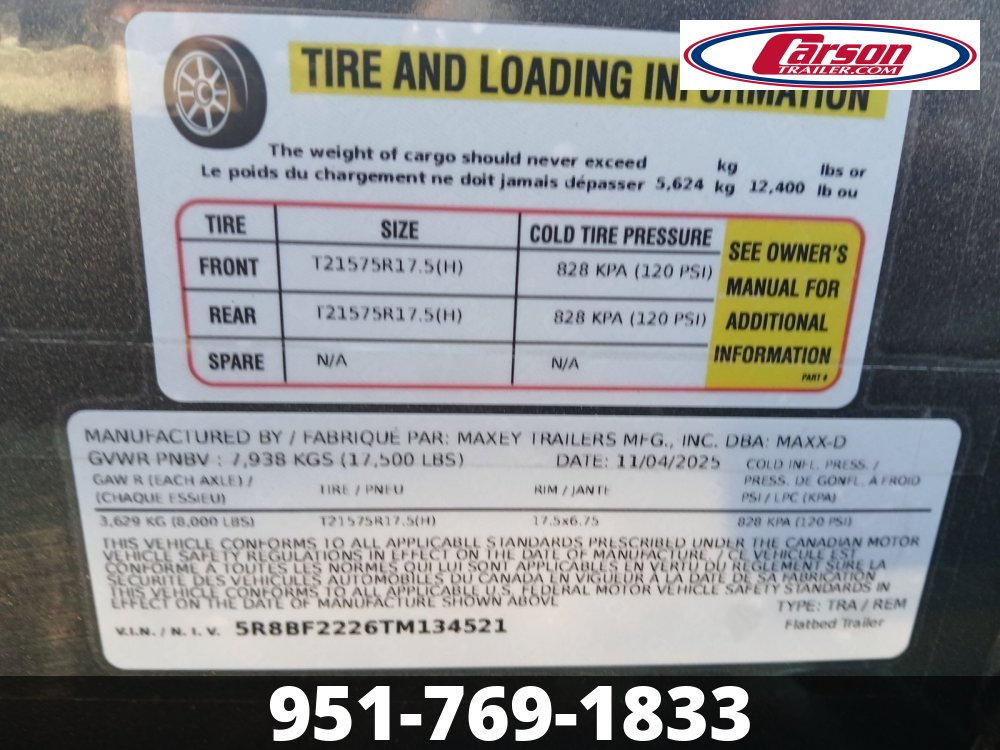 Carson
TRAILER.COM
TIRE AND LOADING INFORMATION
The weight of cargo should never exceed kg lbs or
Le poids du chargement ne doit jamais dépasser 5,624 kg 12,400 lb ou
TIRE SIZE COLD TIRE PRESSURE
FRONT T21575R17.5(H) 828 KPA (120 PSI)
REAR T21575R17.5(H) 828 KPA (120 PSI)
SPARE N/A N/A
SEE OWNER'S
MANUAL FOR
ADDITIONAL
INFORMATION
PART #
MANUFACTURED BY / FABRIQUÉ PAR: MAXEY TRAILERS MFG., INC. DBA: MAXX-D
GVWR PNBV : 7,938 KGS (17,500 LBS) DATE: 11/04/2025
GAW R (EACH AXLE) /
(CHAQUE ESSIEU)
TIRE / PNEU
RIM / JANTE
COLD INFL. PRESS. /
PRESS. DE GONFL. À FROID
PSI / LPC (KPA)
3,629 KG (8,000 LBS) T21575R17.5(H) 17.5x6.75 828 KPA (120 PSI)
THIS VEHICLE CONFORMS TO ALL APPLICABLE STANDARDS PRESCRIBED UNDER THE CANADIAN MOTOR
VEHICLE SAFETY REGULATIONS IN EFFECT ON THE DATE OF MANUFACTURE. / CE VEHICULE EST
CONFORME A TOUTES LES NORMES QUI LUI SONT APPLICABLES EN VERTU DU REGLEMENT SURE LA
SECURITE DES VEHICULES AUTOMOBILES DU CANADA EN VIGUEUR A LA DATE DE SA FABRICATION
THIS VEHICLE CONFORMS TO ALL APPLICABLE U.S. FEDERAL MOTOR VEHICLE SAFETY STANDARDS IN
EFFECT ON THE DATE OF MANUFACTURE SHOWN ABOVE
TYPE: TRA / REM
V.I.N. / N. I. V. 5R8BF2226TM134521 Flatbed Trailer
951-769-1833